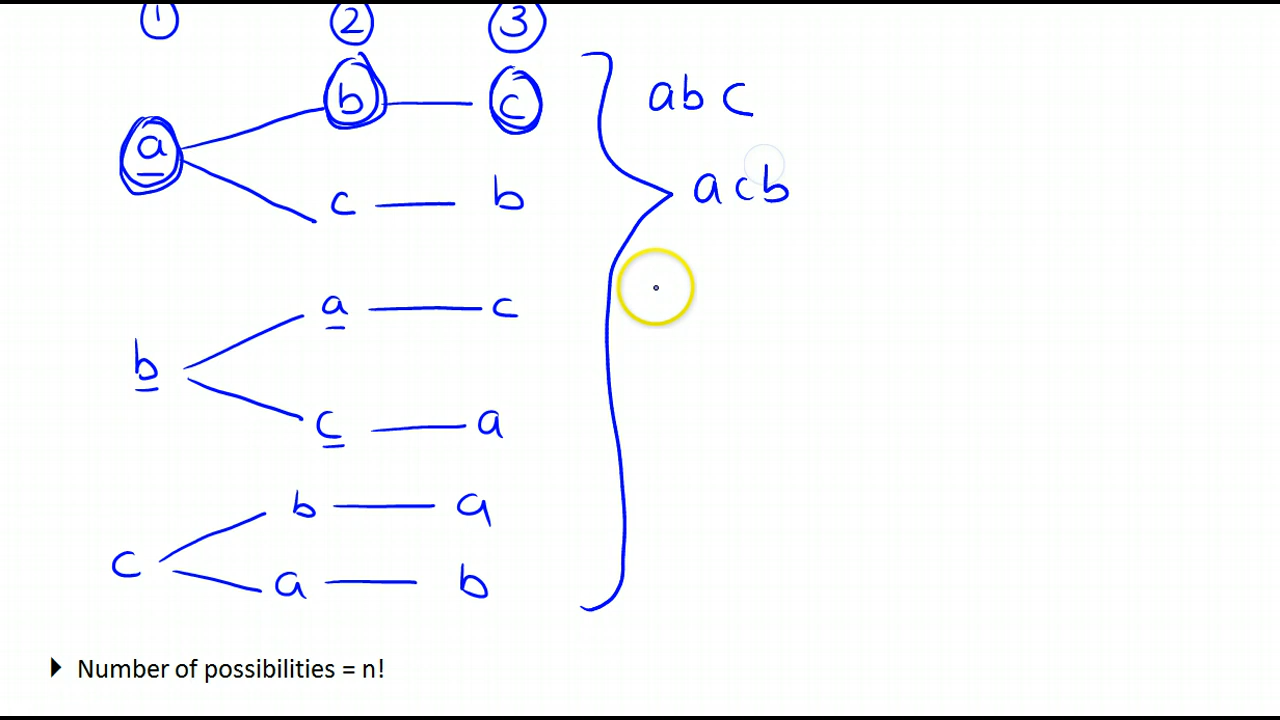 ① ② ③
a b c abc
c b acb
b a c
c a
c b a
a b
Number of possibilities = n!